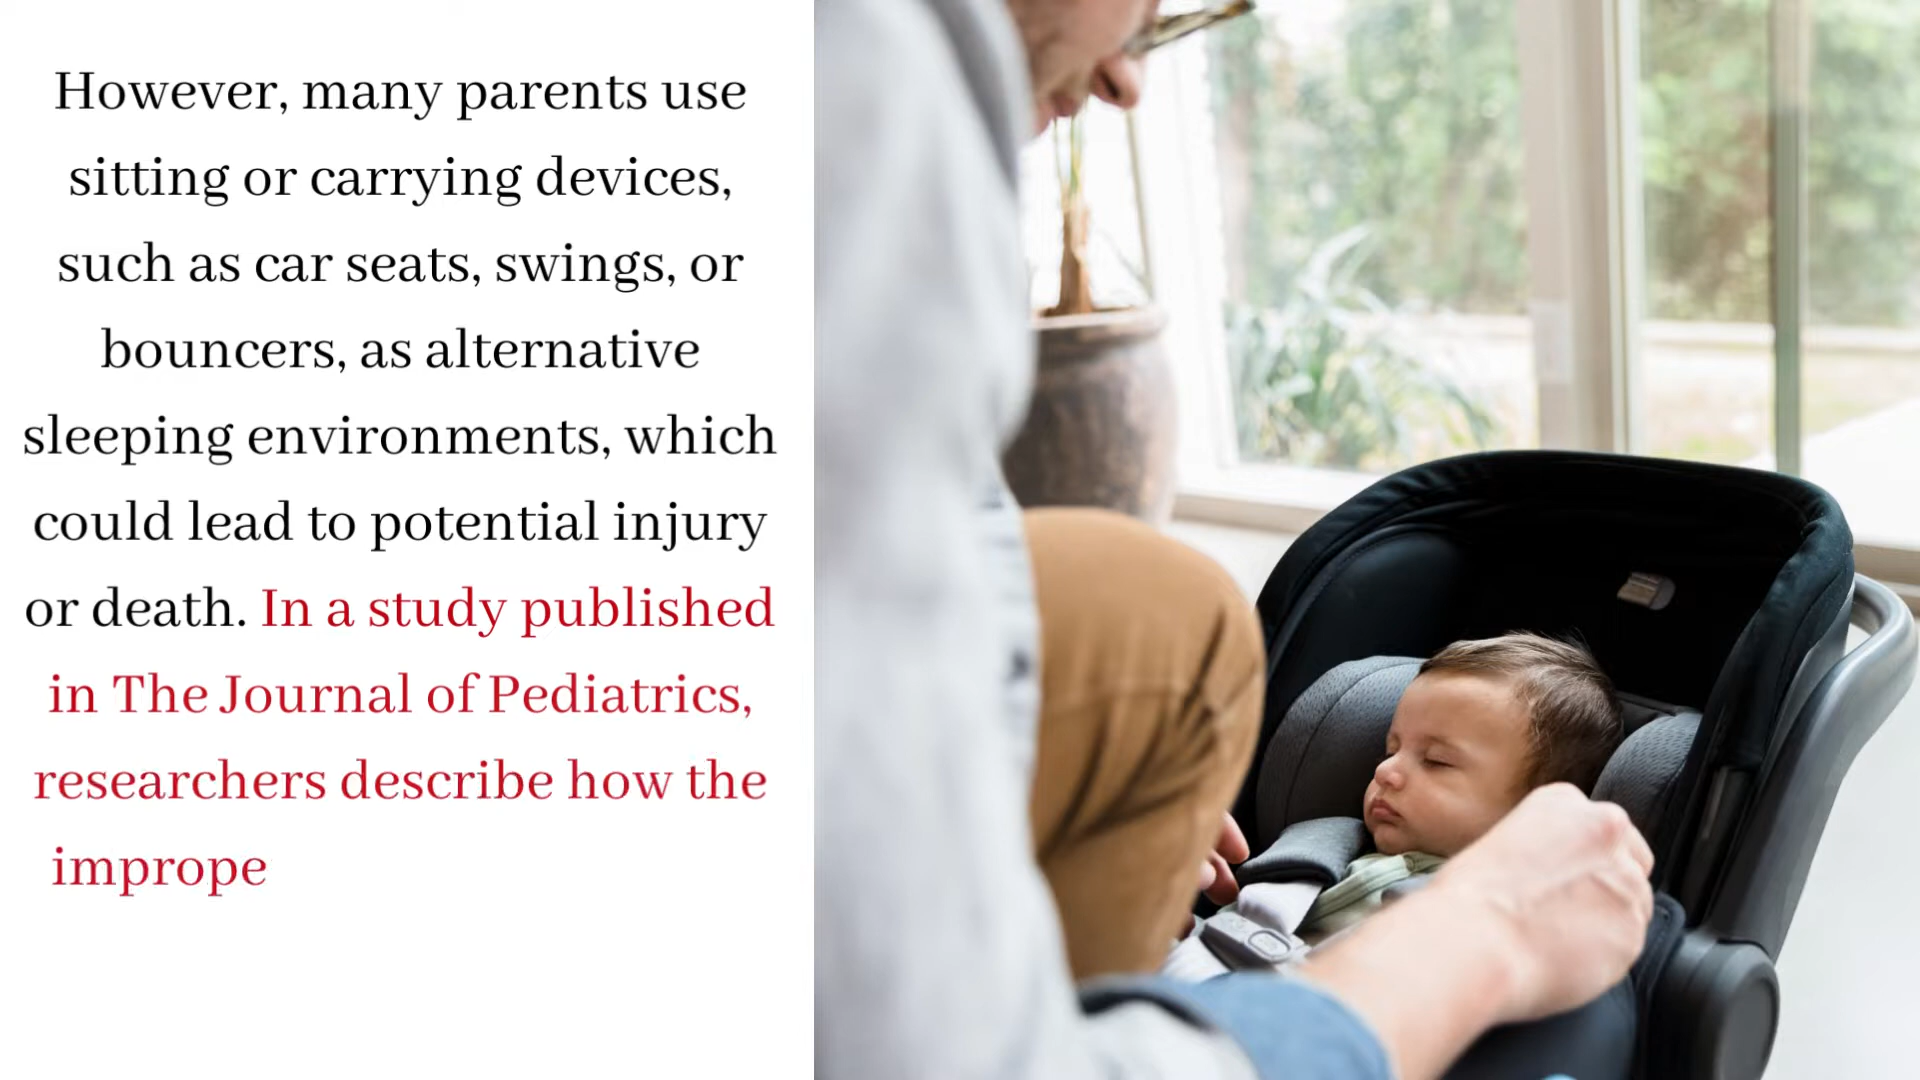 However, many parents use
sitting or carrying devices,
such as car seats, swings, or
bouncers, as alternative
sleeping environments, which
could lead to potential injury
or death. In a study published
in The Journal of Pediatrics,
researchers describe how the
imprope